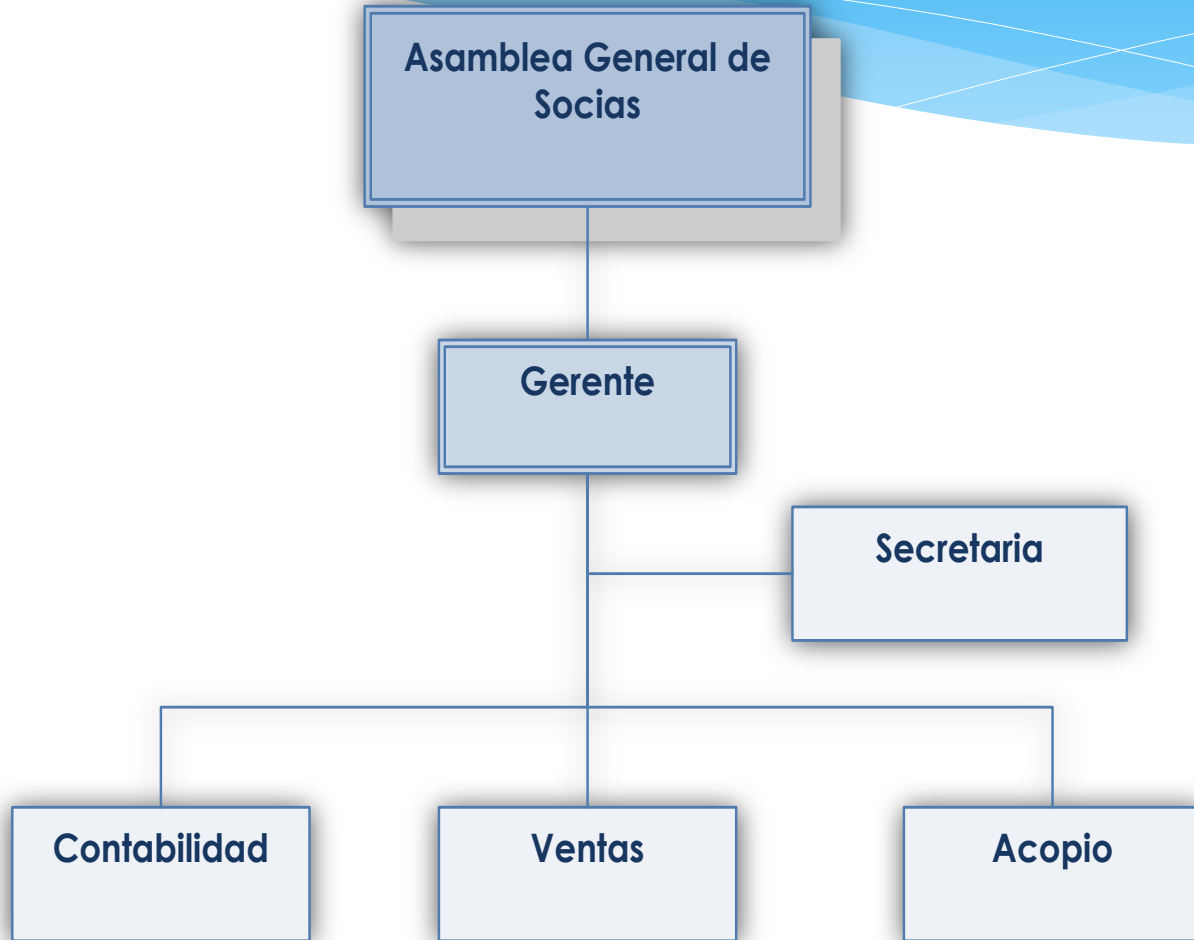 Asamblea General de
Socias
Gerente
Secretaria
Contabilidad
Ventas
Acopio